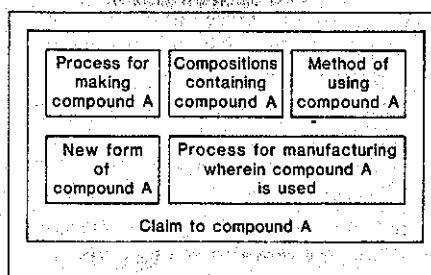 Process for
making
compound A
Compositions
containing
compound A
Method of
using
compound A
New form
of
compound A
Process for manufacturing
wherein compound A
is used
Claim to compound A